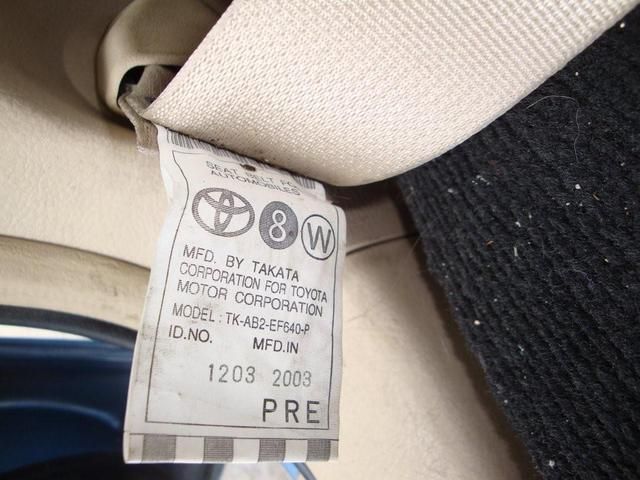 SEAT BELT FO
AUTOMOBILES
8 W
MFD. BY TAKATA
CORPORATION FOR TOYOTA
MOTOR CORPORATION
MODEL : TK-AB2-EF640-P
ID.NO. MFD.IN
1203 2003
PRE